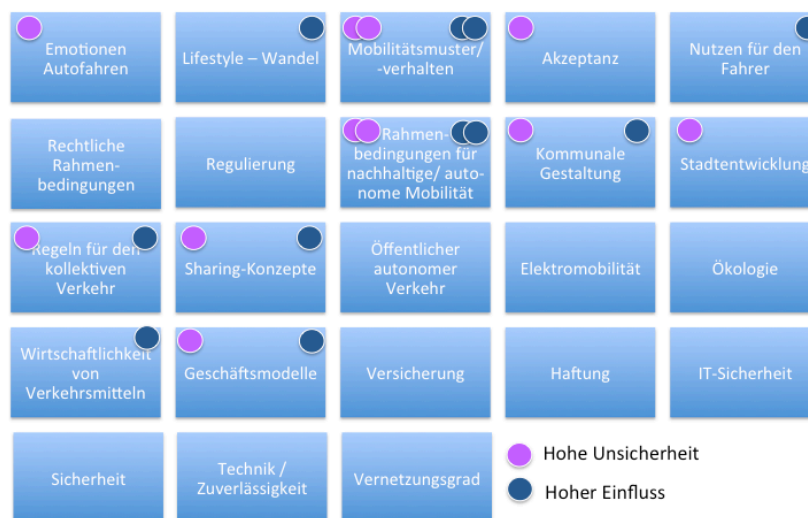 Emotionen
Autofahren
Lifestyle – Wandel
Mobilitätsmuster/
-verhalten
Akzeptanz
Nutzen für den
Fahrer
Rechtliche
Rahmen-
bedingungen
Regulierung
Rahmen-
bedingungen für
nachhaltige/ auto-
nome Mobilität
Kommunale
Gestaltung
Stadtentwicklung
Regeln für den
kollektiven
Verkehr
Sharing-Konzepte
Öffentlicher
autonomer
Verkehr
Elektromobilität
Ökologie
Wirtschaftlichkeit
von
Verkehrsmitteln
Geschäftsmodelle
Versicherung
Haftung
IT-Sicherheit
Sicherheit
Technik /
Zuverlässigkeit
Vernetzungsgrad
Hohe Unsicherheit
Hoher Einfluss